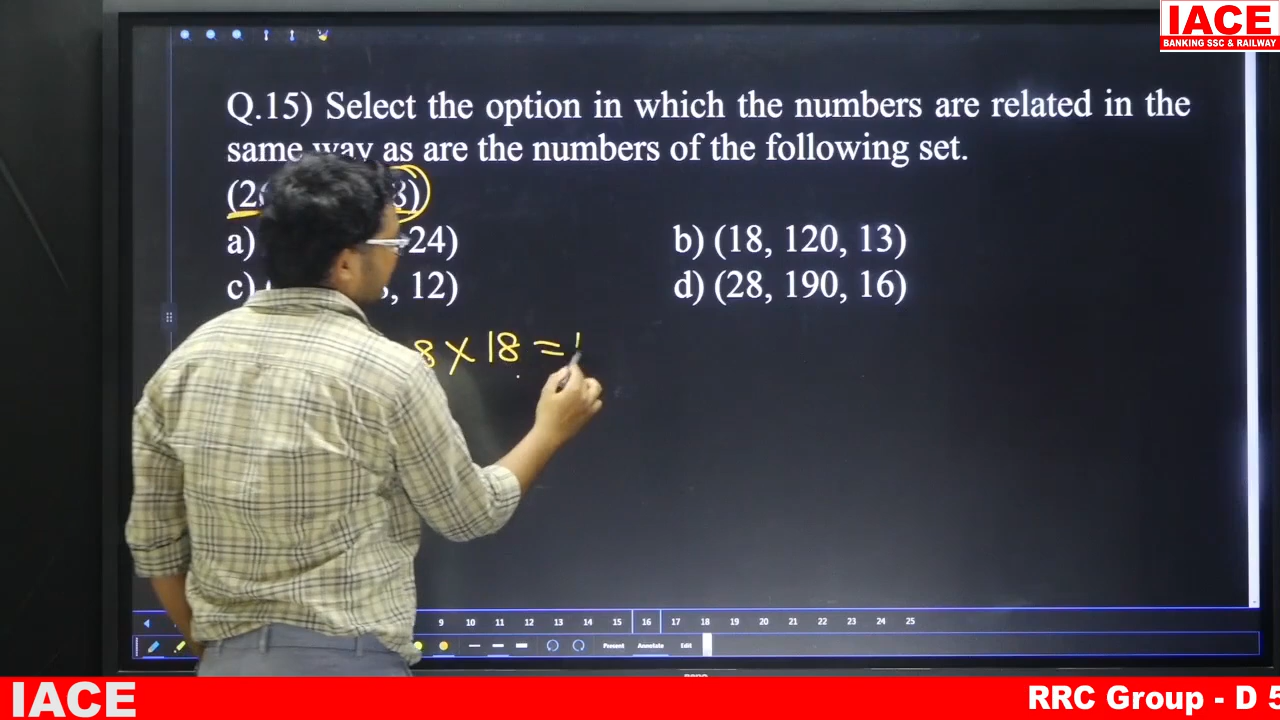 IACE
BANKING SSC & RAILWAY
Q.15) Select the option in which the numbers are related in the
same way as are the numbers of the following set.
(2 8)
a) 24) b) (18, 120, 13)
c) , 12) d) (28, 190, 16)
8 × 18 =
9 10 11 12 13 14 15 16 17 18 19 20 21 22 23 24 25
Present Annotate Edit
IACE RRC Group - D 5